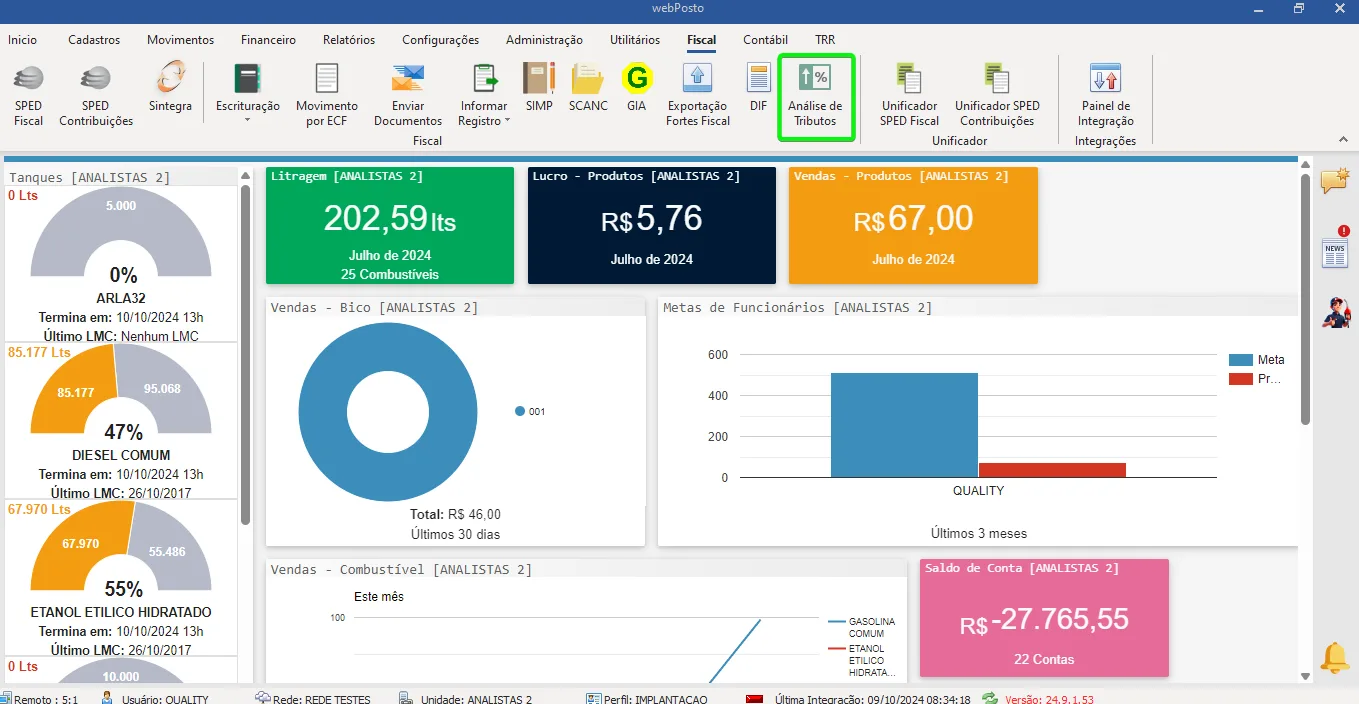 webPosto
Inicio Cadastros Movimentos Financeiro Relatórios Configurações Administração Utilitários Fiscal Contábil TRR
SPED Fiscal
SPED Contribuições
Sintegra
Escrituração
Movimento por ECF
Enviar Documentos
Informar Registro
SIMP
SCANC
G
GIA
Exportação Fortes Fiscal
DIF
%
Análise de Tributos
Unificador SPED Fiscal
Unificador SPED Contribuições
Painel de Integração
Fiscal
Unificador
Integrações
Tanques [ANALISTAS 2]
0 Lts
5.000
0%
ARLA32
Termina em: 10/10/2024 13h
Último LMC: Nenhum LMC
85.177 Lts
85.177
95.068
47%
DIESEL COMUM
Termina em: 10/10/2024 13h
Último LMC: 26/10/2017
67.970 Lts
67.970
55.486
55%
ETANOL ETILICO HIDRATADO
Termina em: 10/10/2024 13h
Último LMC: 26/10/2017
0 Lts
10.000
Litragem [ANALISTAS 2]
202,59 lts
Julho de 2024
25 Combustíveis
Lucro - Produtos [ANALISTAS 2]
R$ 5,76
Julho de 2024
Vendas - Produtos [ANALISTAS 2]
R$ 67,00
Julho de 2024
Vendas - Bico [ANALISTAS 2]
001
Total: R$ 46,00
Últimos 30 dias
Metas de Funcionários [ANALISTAS 2]
600
400
200
0
QUALITY
Meta
Pr...
Últimos 3 meses
Vendas - Combustível [ANALISTAS 2]
Este mês
100
GASOLINA
COMUM
ETANOL
ETILICO
HIDRATA...
Saldo de Conta [ANALISTAS 2]
R$ -27.765,55
22 Contas
!
NEWS
Remoto : 5:1 Usuário: QUALITY Rede: REDE TESTES Unidade: ANALISTAS 2 Perfil: IMPLANTACAO Última Integração: 09/10/2024 08:34:18 Versão: 24.9.1.53